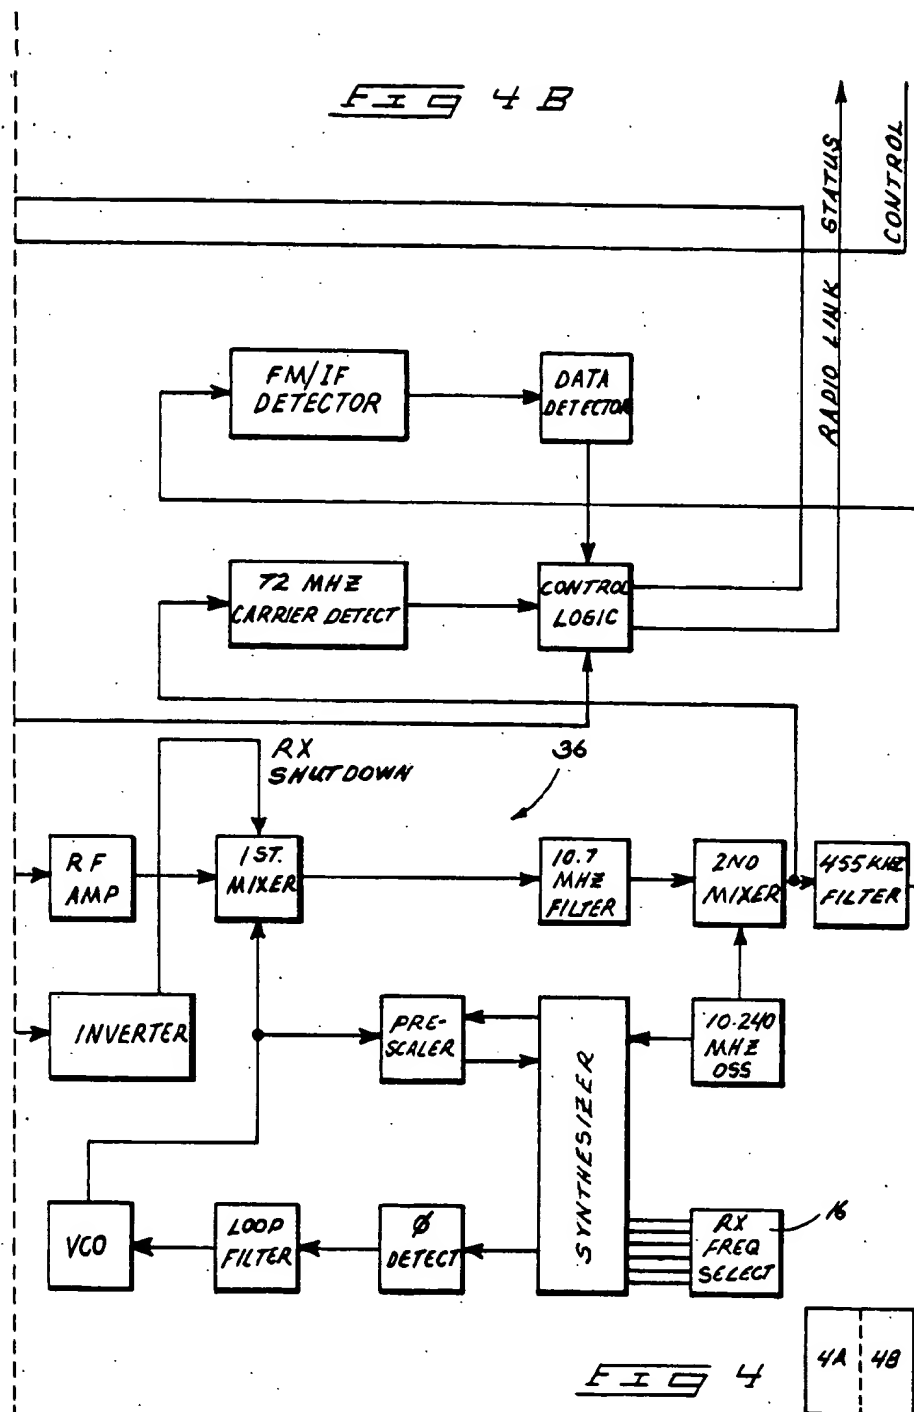 FIG 4B
RADIO LINK GTATUS
CONTROL
FM/IF
DETECTOR
DATA
DETECTOR
72 MHZ
CARRIER DETECT
CONTROL
LOGIC
RX
SHUTDOWN
36
RF
AMP
1ST.
MIXER
10.7
MHZ
FILTER
2ND
MIXER
455 KHZ
FILTER
INVERTER
PRE-
SCALER
SYNTHESIZER
10.240
MHZ
OSS
VCO
LOOP
FILTER
Ø
DETECT
RX
FREQ
SELECT
16
FIG 4
4A
4B